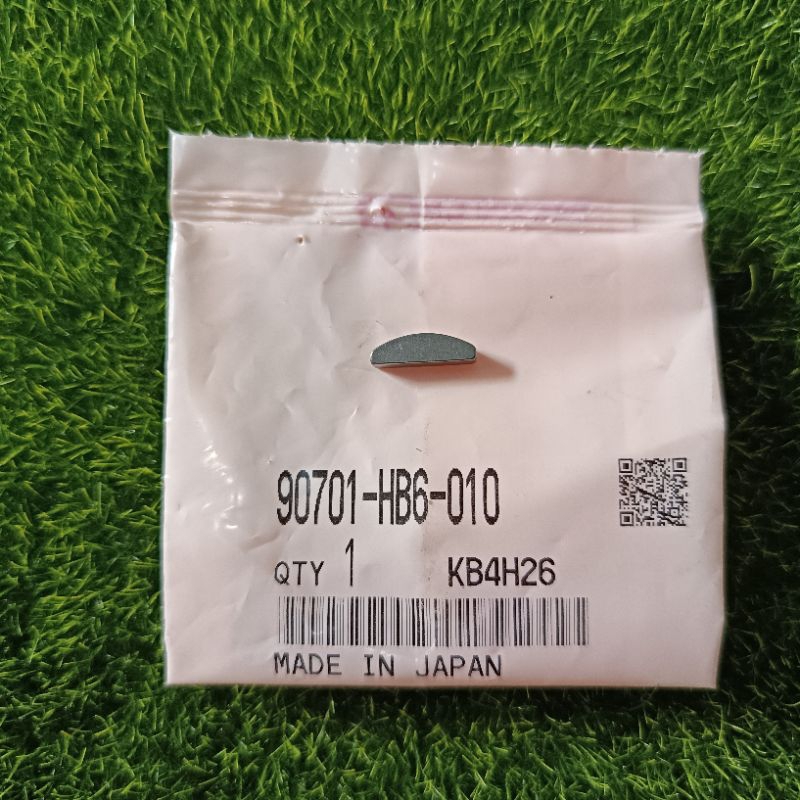 90701-HB6-010
QTY 1 KB4H26
MADE IN JAPAN